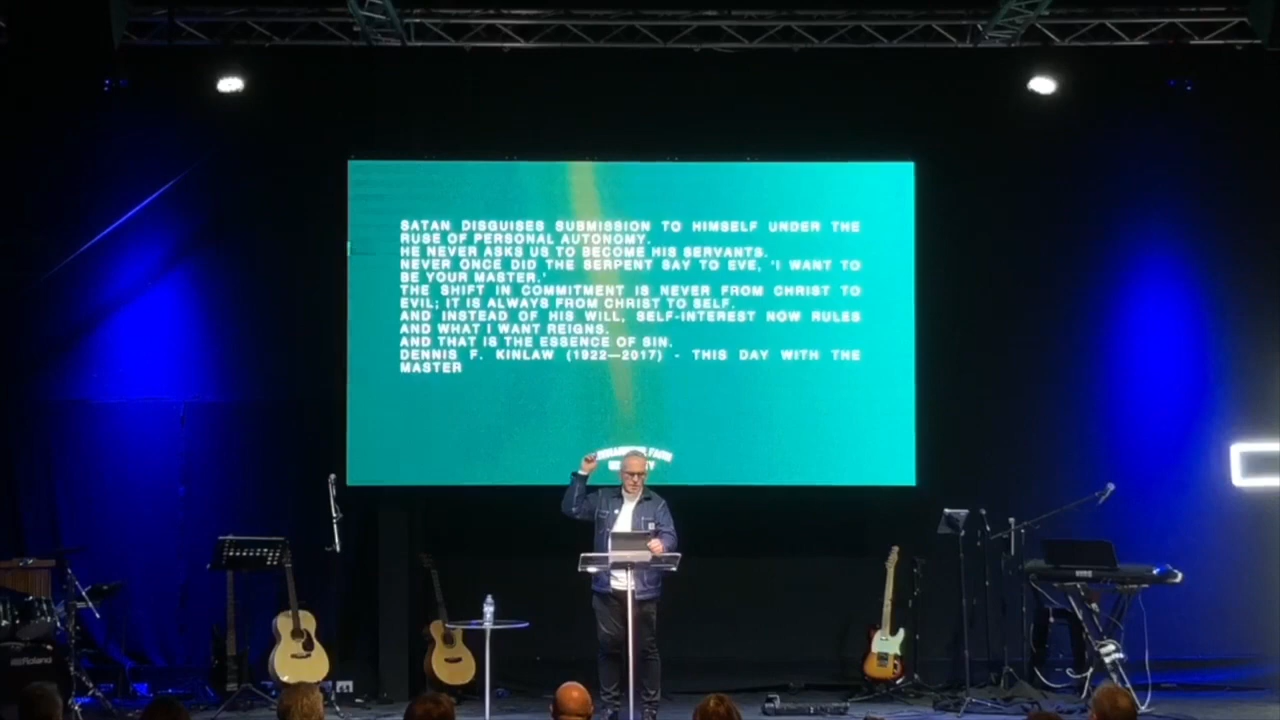 SATAN DISGUISES SUBMISSION TO HIMSELF UNDER THE
RUSE OF PERSONAL AUTONOMY.
HE NEVER ASKS US TO BECOME HIS SERVANTS.
NEVER ONCE DID THE SERPENT SAY TO EVE, 'I WANT TO
BE YOUR MASTER.'
THE SHIFT IN COMMITMENT IS NEVER FROM CHRIST TO
EVIL; IT IS ALWAYS FROM CHRIST TO SELF.
AND INSTEAD OF HIS WILL, SELF-INTEREST NOW RULES
AND WHAT I WANT REIGNS.
AND THAT IS THE ESSENCE OF SIN.
DENNIS F. KINLAW (1922—2017) - THIS DAY WITH THE
MASTER
Roland